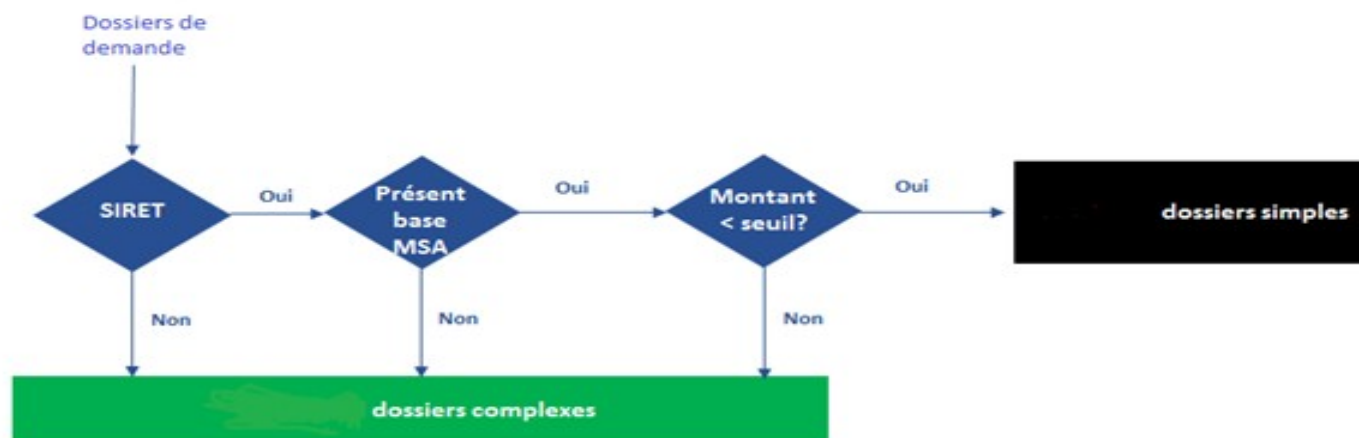 Dossiers de
demande
SIRET
Oui
Présent
base
MSA
Oui
Montant
< seuil?
Oui
dossiers simples
Non
Non
Non
dossiers complexes